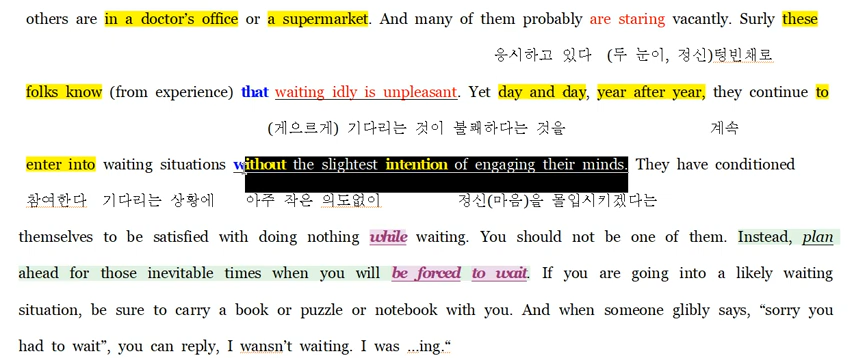 others are in a doctor's office or a supermarket. And many of them probably are staring vacantly. Surly these
응시하고 있다 (두 눈이, 정신)텅빈채로
folks know (from experience) that waiting idly is unpleasant. Yet day and day, year after year, they continue to
(게으르게) 기다리는 것이 불쾌하다는 것을 계속
enter into waiting situations without the slightest intention of engaging their minds. They have conditioned
참여한다 기다리는 상황에 아주 작은 의도없이 정신(마음)을 몰입시키겠다는
themselves to be satisfied with doing nothing while waiting. You should not be one of them. Instead, plan
ahead for those inevitable times when you will be forced to wait. If you are going into a likely waiting
situation, be sure to carry a book or puzzle or notebook with you. And when someone glibly says, “sorry you
had to wait”, you can reply, I wansn't waiting. I was …ing.“